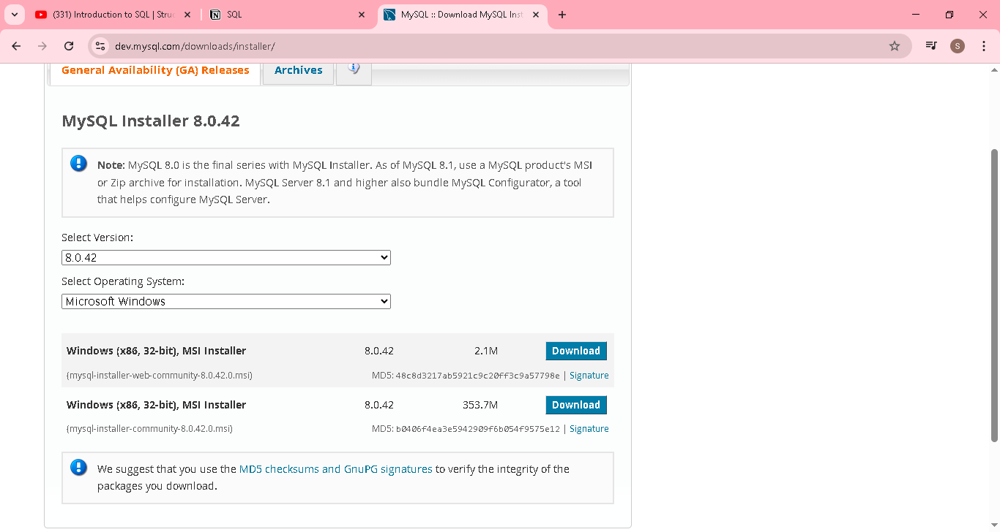 (331) Introduction to SQL | Struc
SQL
MySQL :: Download MySQL Inst
dev.mysql.com/downloads/installer/
S
General Availability (GA) Releases
Archives
MySQL Installer 8.0.42
Note: MySQL 8.0 is the final series with MySQL Installer. As of MySQL 8.1, use a MySQL product's MSI
or Zip archive for installation. MySQL Server 8.1 and higher also bundle MySQL Configurator, a tool
that helps configure MySQL Server.
Select Version:
8.0.42
Select Operating System:
Microsoft Windows
Windows (x86, 32-bit), MSI Installer 8.0.42 2.1M Download
(mysql-installer-web-community-8.0.42.0.msi) MD5: 48c8d3217ab5921c9c20ff3c9a57798e | Signature
Windows (x86, 32-bit), MSI Installer 8.0.42 353.7M Download
(mysql-installer-community-8.0.42.0.msi) MD5: b0406f4ea3e5942909f6b054f9575e12 | Signature
We suggest that you use the MD5 checksums and GnuPG signatures to verify the integrity of the
packages you download.